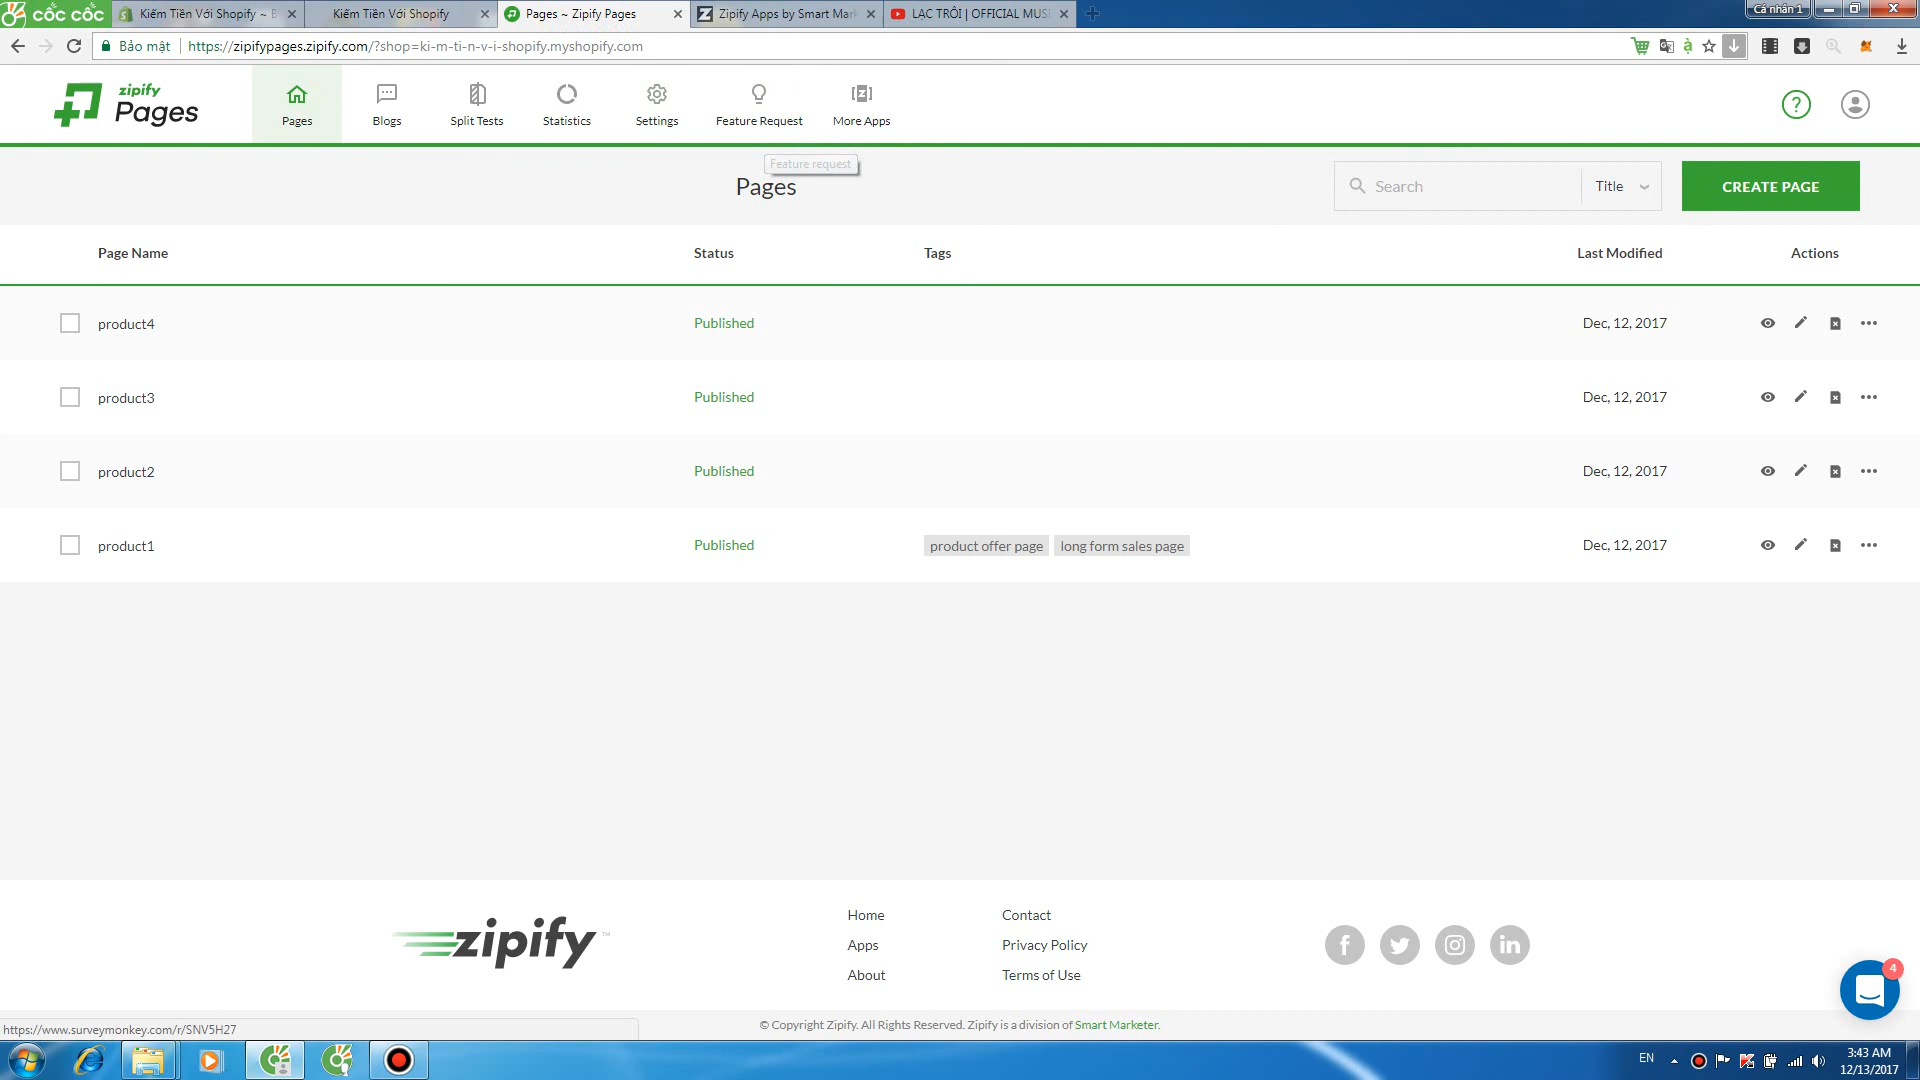 cốc cốc
Kiếm Tiền Với Shopify ~ B
Kiếm Tiền Với Shopify
Pages ~ Zipify Pages
Zipify Apps by Smart Mark
LẠC TRÔI | OFFICIAL MUSI
Cá nhân 1
Bảo mật
https://zipifypages.zipify.com/?shop=ki-m-ti-n-v-i-shopify.myshopify.com
zipify
Pages
Pages
Blogs
Split Tests
Statistics
Settings
Feature Request
More Apps
?
Feature request
Pages
Search
Title
CREATE PAGE
Page Name Status Tags Last Modified Actions
product4 Published Dec, 12, 2017
product3 Published Dec, 12, 2017
product2 Published Dec, 12, 2017
product1 Published product offer page long form sales page Dec, 12, 2017
zipify™
Home
Apps
About
Contact
Privacy Policy
Terms of Use
4
https://www.surveymonkey.com/r/SNV5H27
© Copyright Zipify. All Rights Reserved. Zipify is a division of Smart Marketer.
EN
3:43 AM
12/13/2017